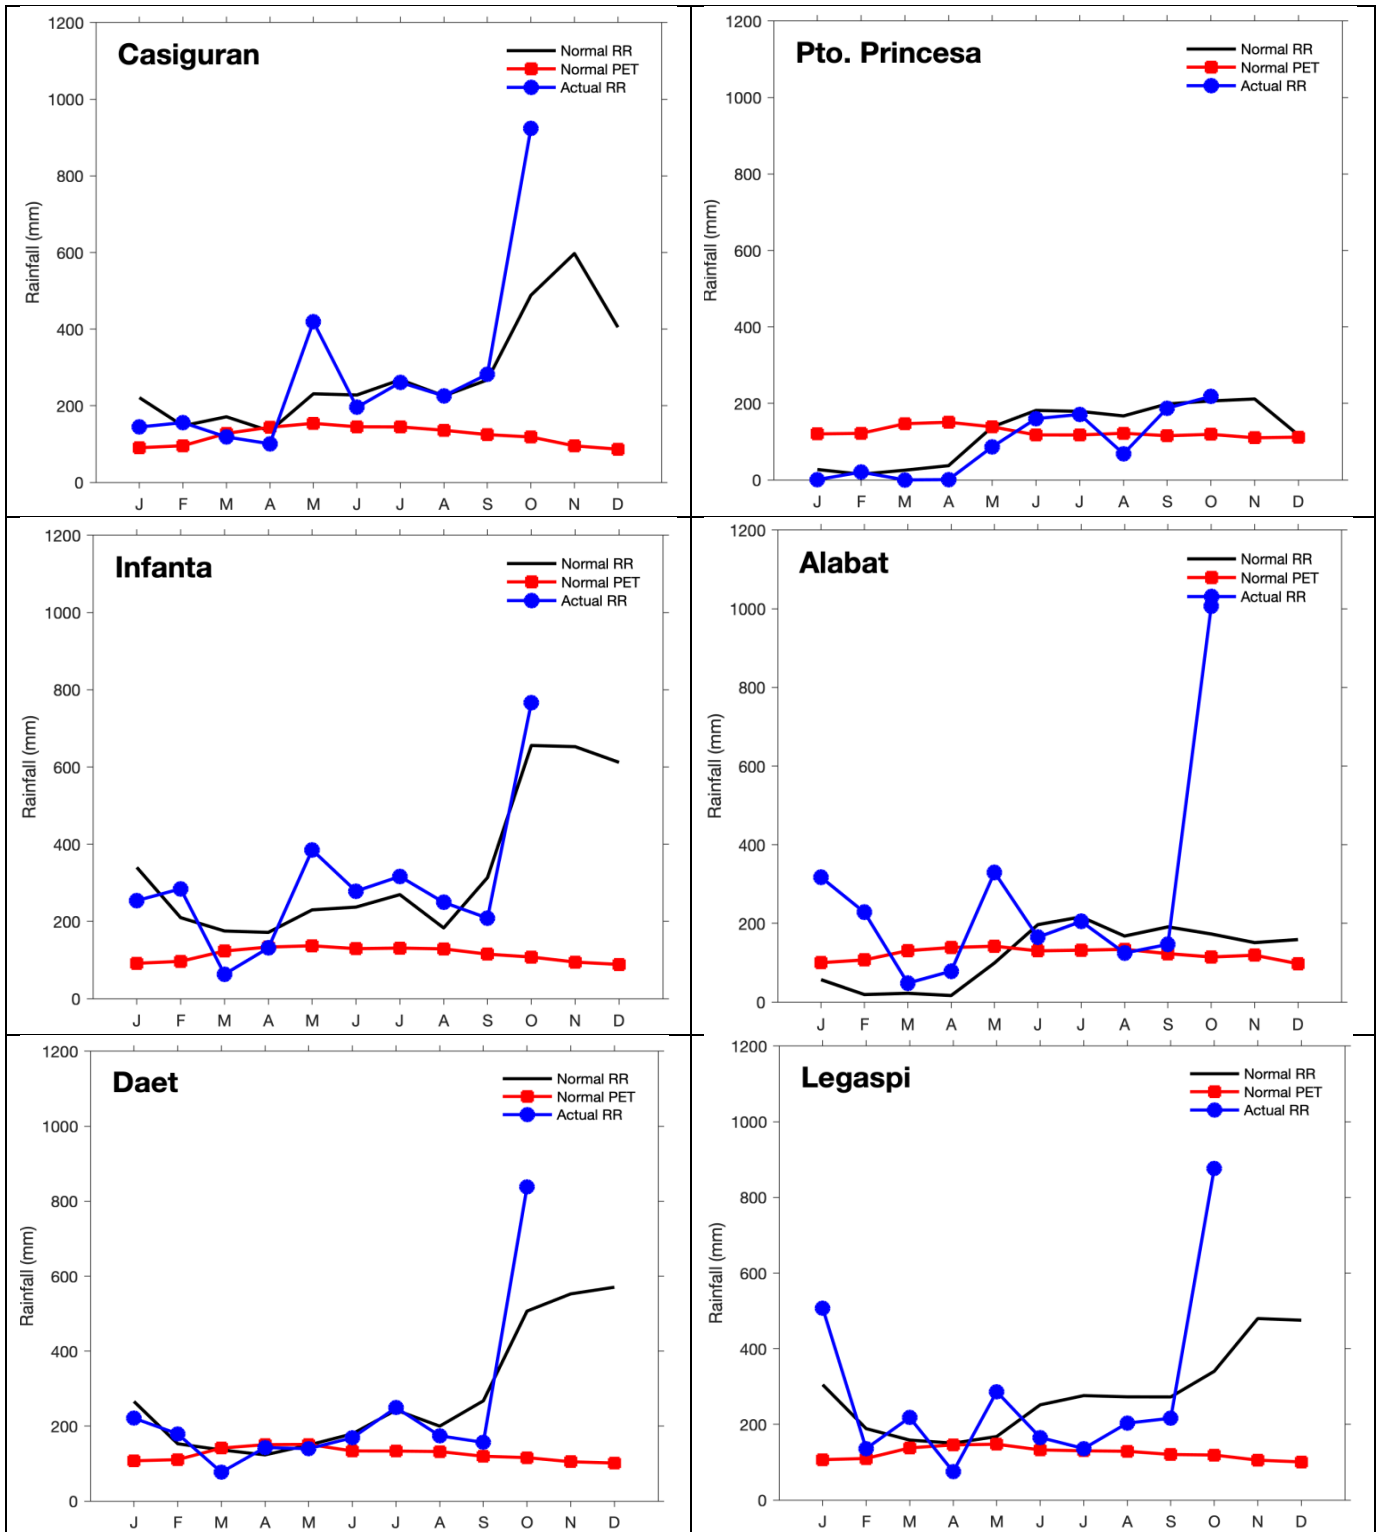 Casiguran
Normal RR
Normal PET
Actual RR
1200
1000
800
600
400
200
0
Rainfall (mm)
J F M A M J J A S O N D
Pto. Princesa
Normal RR
Normal PET
Actual RR
1200
1000
800
600
400
200
0
Rainfall (mm)
J F M A M J J A S O N D
Infanta
Normal RR
Normal PET
Actual RR
1200
1000
800
600
400
200
0
Rainfall (mm)
J F M A M J J A S O N D
Alabat
Normal RR
Normal PET
Actual RR
1200
1000
800
600
400
200
0
Rainfall (mm)
J F M A M J J A S O N D
Daet
Normal RR
Normal PET
Actual RR
1200
1000
800
600
400
200
0
Rainfall (mm)
J F M A M J J A S O N D
Legaspi
Normal RR
Normal PET
Actual RR
1200
1000
800
600
400
200
0
Rainfall (mm)
J F M A M J J A S O N D